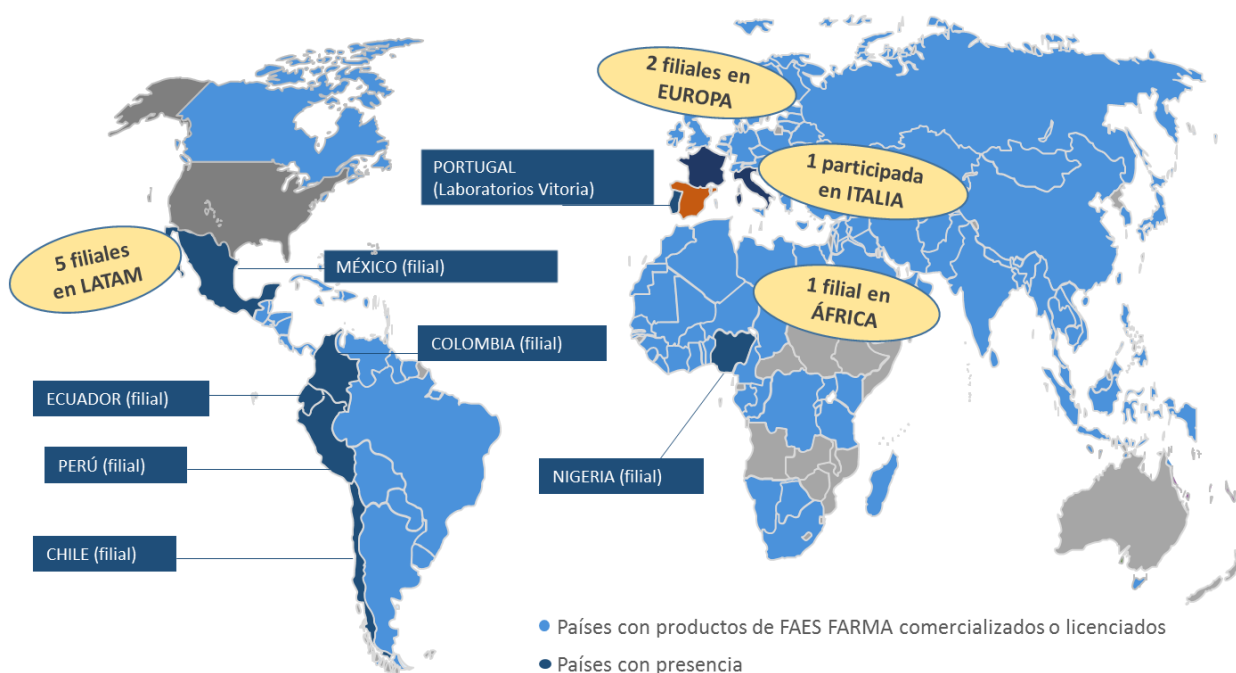 2 filiales en
EUROPA
PORTUGAL
(Laboratorios Vitoria)
1 participada
en ITALIA
5 filiales
en LATAM
MÉXICO (filial)
1 filial en
ÁFRICA
COLOMBIA (filial)
ECUADOR (filial)
PERÚ (filial)
NIGERIA (filial)
CHILE (filial)
Países con productos de FAES FARMA comercializados o licenciados
Países con presencia